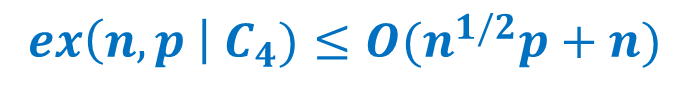 ex(n, p | C₄) ≤ O(n^{1/2}p + n)